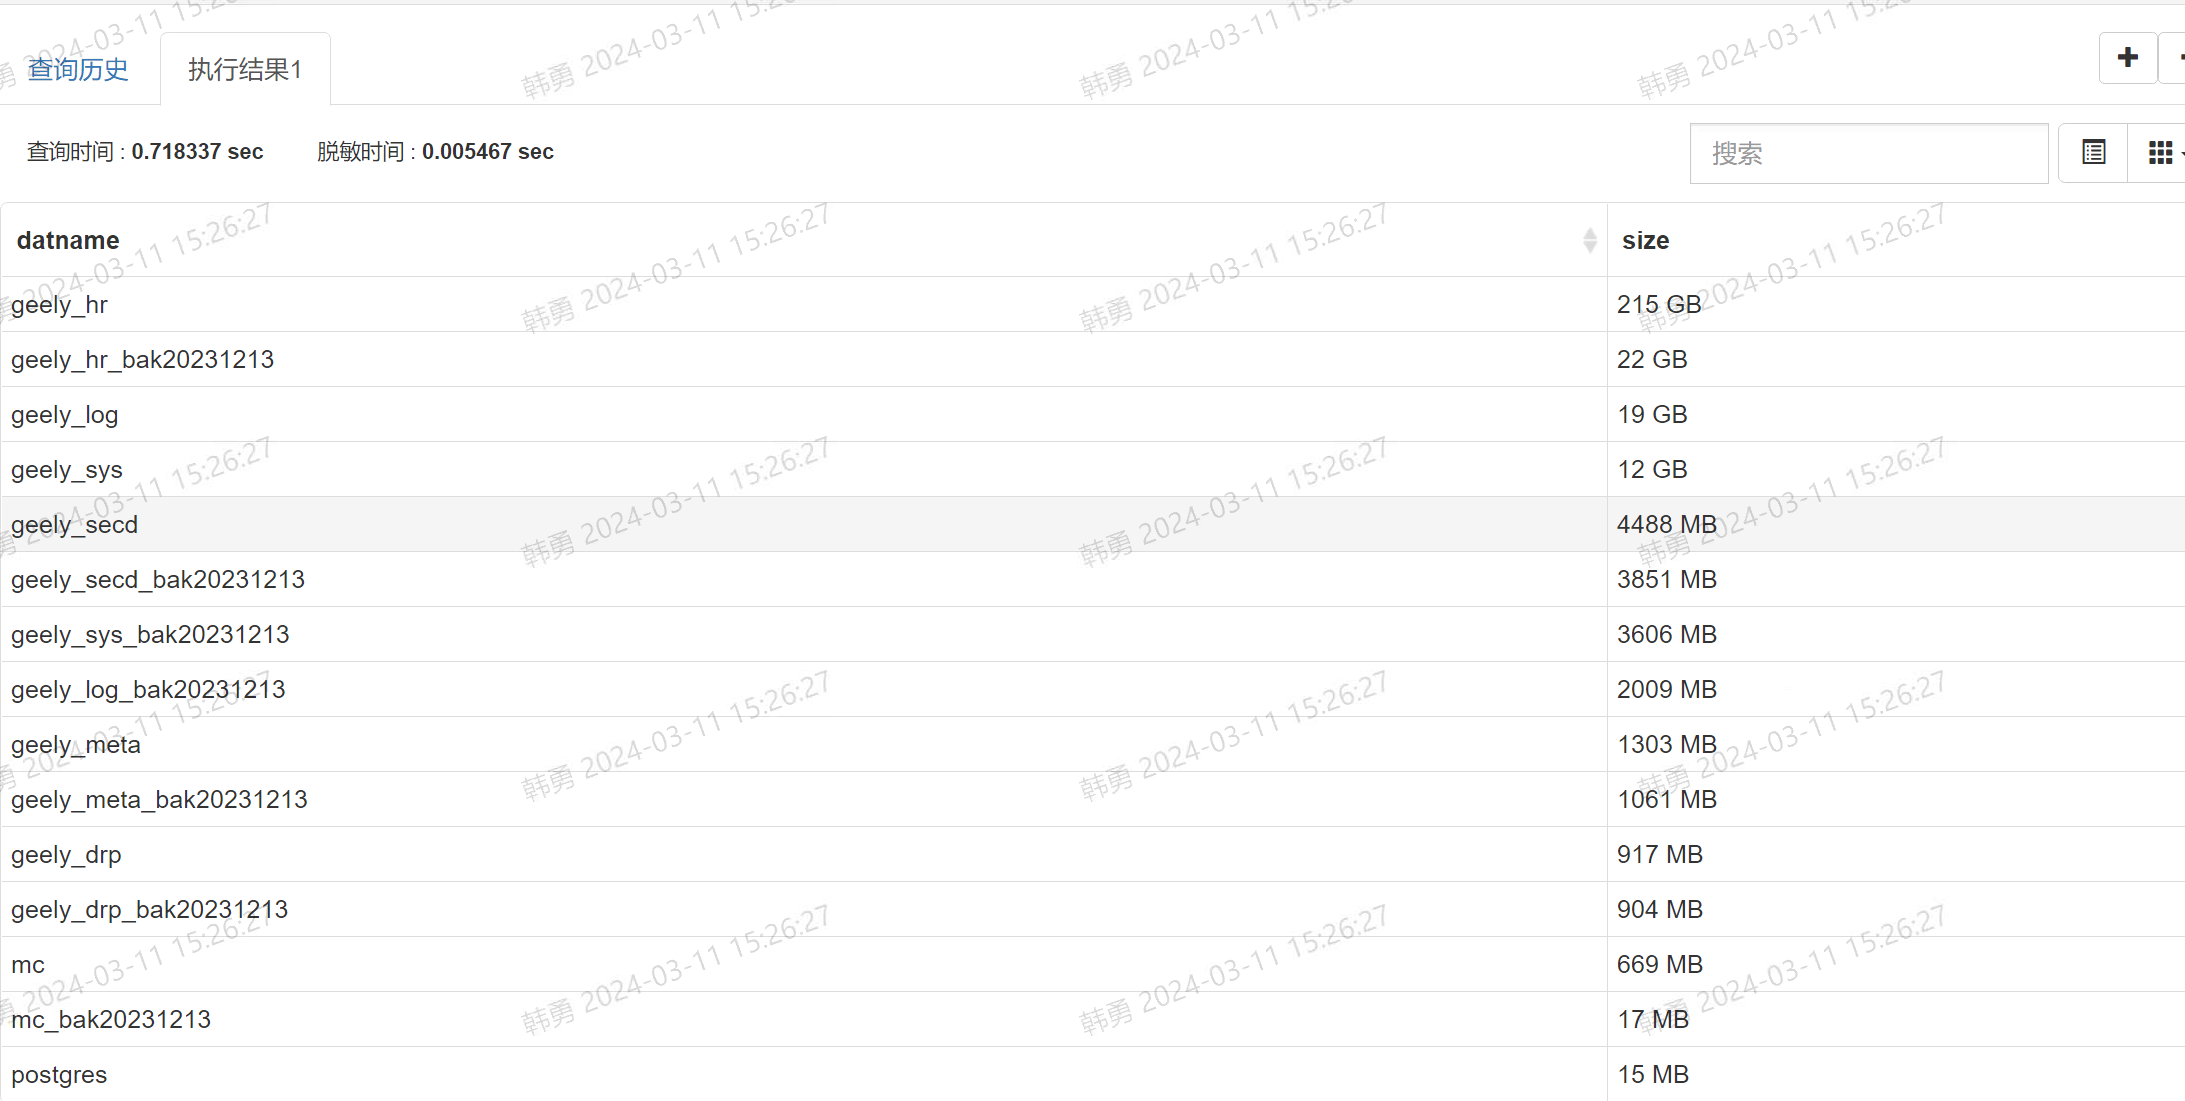 查询历史 执行结果1
查询时间 : 0.718337 sec 脱敏时间 : 0.005467 sec 搜索
datname size
geely_hr 215 GB
geely_hr_bak20231213 22 GB
geely_log 19 GB
geely_sys 12 GB
geely_secd 4488 MB
geely_secd_bak20231213 3851 MB
geely_sys_bak20231213 3606 MB
geely_log_bak20231213 2009 MB
geely_meta 1303 MB
geely_meta_bak20231213 1061 MB
geely_drp 917 MB
geely_drp_bak20231213 904 MB
mc 669 MB
mc_bak20231213 17 MB
postgres 15 MB
韩勇 2024-03-11 15:26:27